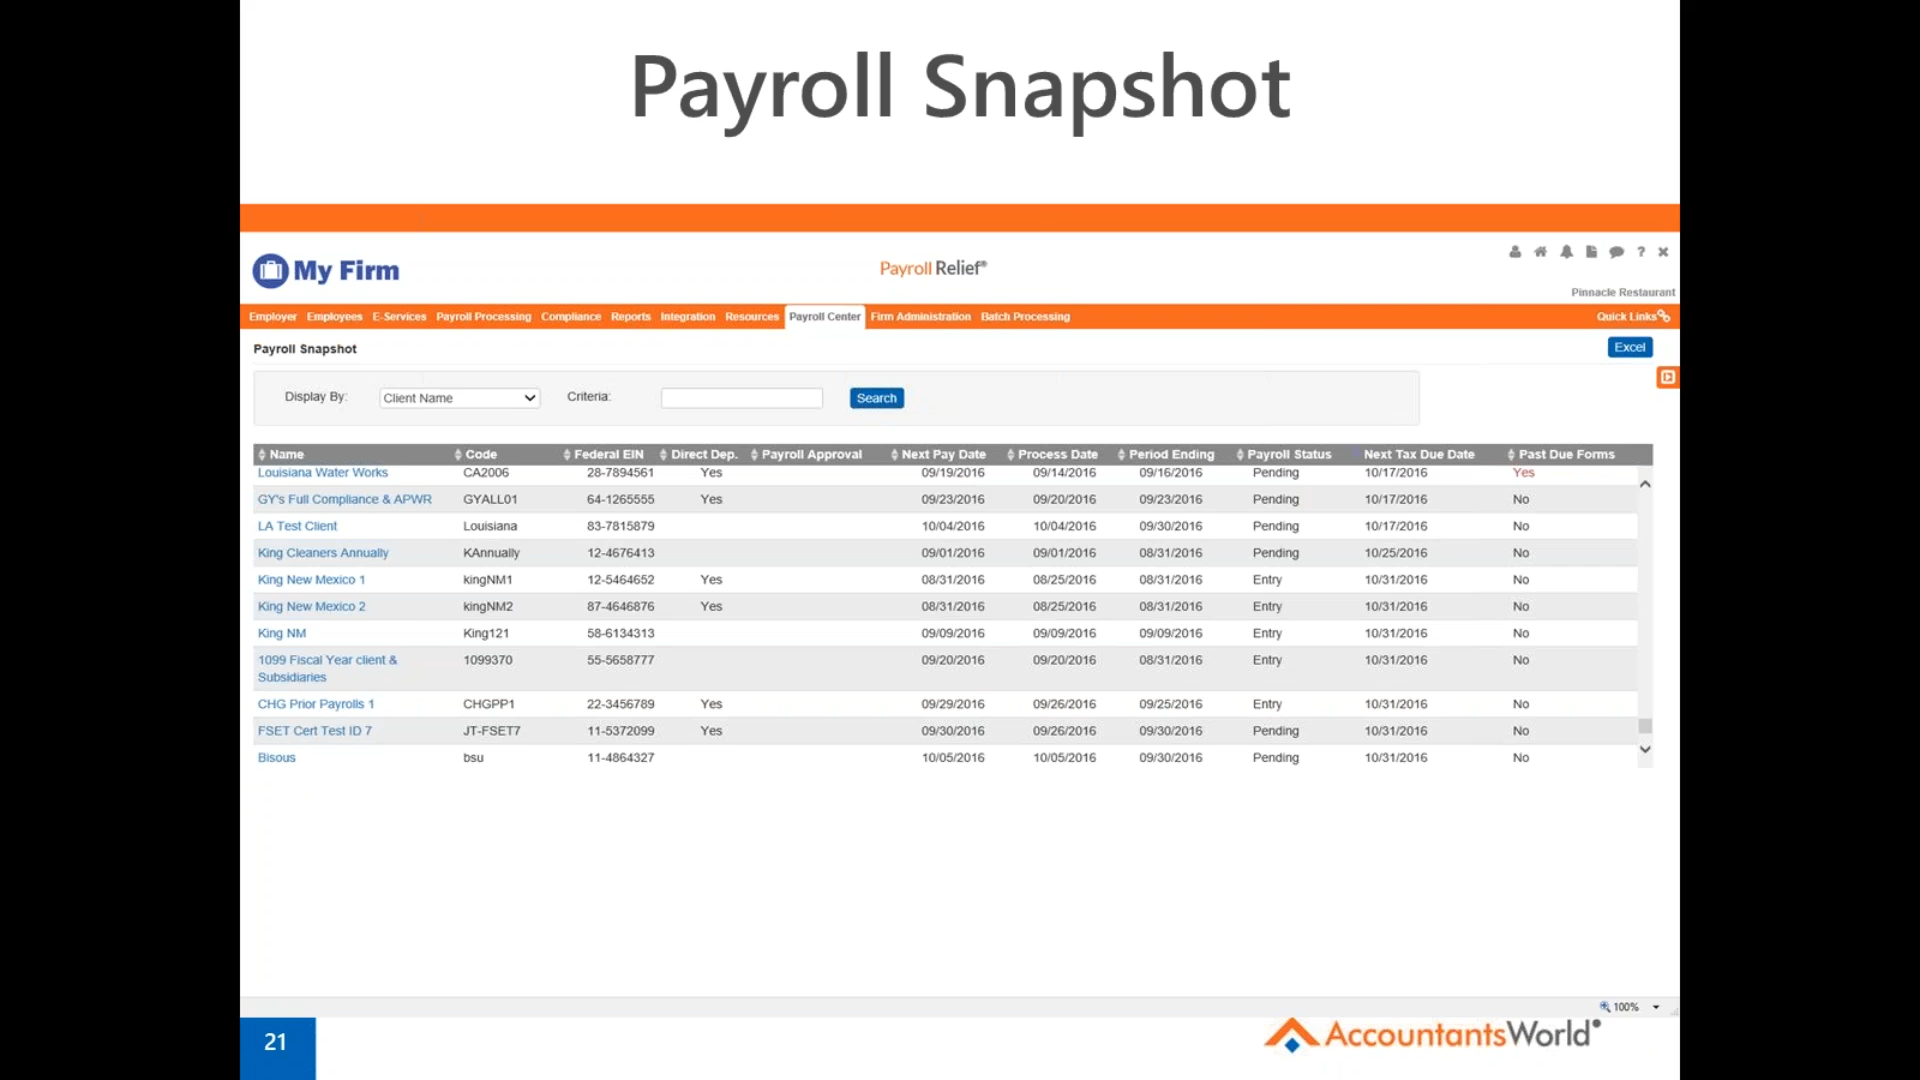 Payroll Snapshot
My Firm
Payroll Relief®
? 
Pinnacle Restaurant
Employer Employees E-Services Payroll Processing Compliance Reports Integration Resources Payroll Center Firm Administration Batch Processing Quick Links
Payroll Snapshot Excel
Display By: Client Name Criteria: Search
Name Code Federal EIN Direct Dep. Payroll Approval Next Pay Date Process Date Period Ending Payroll Status Next Tax Due Date Past Due Forms
Louisiana Water Works CA2006 28-7894561 Yes 09/19/2016 09/14/2016 09/16/2016 Pending 10/17/2016 Yes
GY's Full Compliance & APWR GYALL01 64-1265555 Yes 09/23/2016 09/20/2016 09/23/2016 Pending 10/17/2016 No
LA Test Client Louisiana 83-7815879 10/04/2016 10/04/2016 09/30/2016 Pending 10/17/2016 No
King Cleaners Annually KAnnually 12-4676413 09/01/2016 09/01/2016 08/31/2016 Pending 10/25/2016 No
King New Mexico 1 kingNM1 12-5464652 Yes 08/31/2016 08/25/2016 08/31/2016 Entry 10/31/2016 No
King New Mexico 2 kingNM2 87-4646876 Yes 08/31/2016 08/25/2016 08/31/2016 Entry 10/31/2016 No
King NM King121 58-6134313 09/09/2016 09/09/2016 09/09/2016 Entry 10/31/2016 No
1099 Fiscal Year client & 1099370 55-5658777 09/20/2016 09/20/2016 08/31/2016 Entry 10/31/2016 No
Subsidiaries
CHG Prior Payrolls 1 CHGPP1 22-3456789 Yes 09/29/2016 09/26/2016 09/25/2016 Entry 10/31/2016 No
FSET Cert Test ID 7 JT-FSET7 11-5372099 Yes 09/30/2016 09/26/2016 09/30/2016 Pending 10/31/2016 No
Bisous bsu 11-4864327 10/05/2016 10/05/2016 09/30/2016 Pending 10/31/2016 No
100%
21
AccountantsWorld®